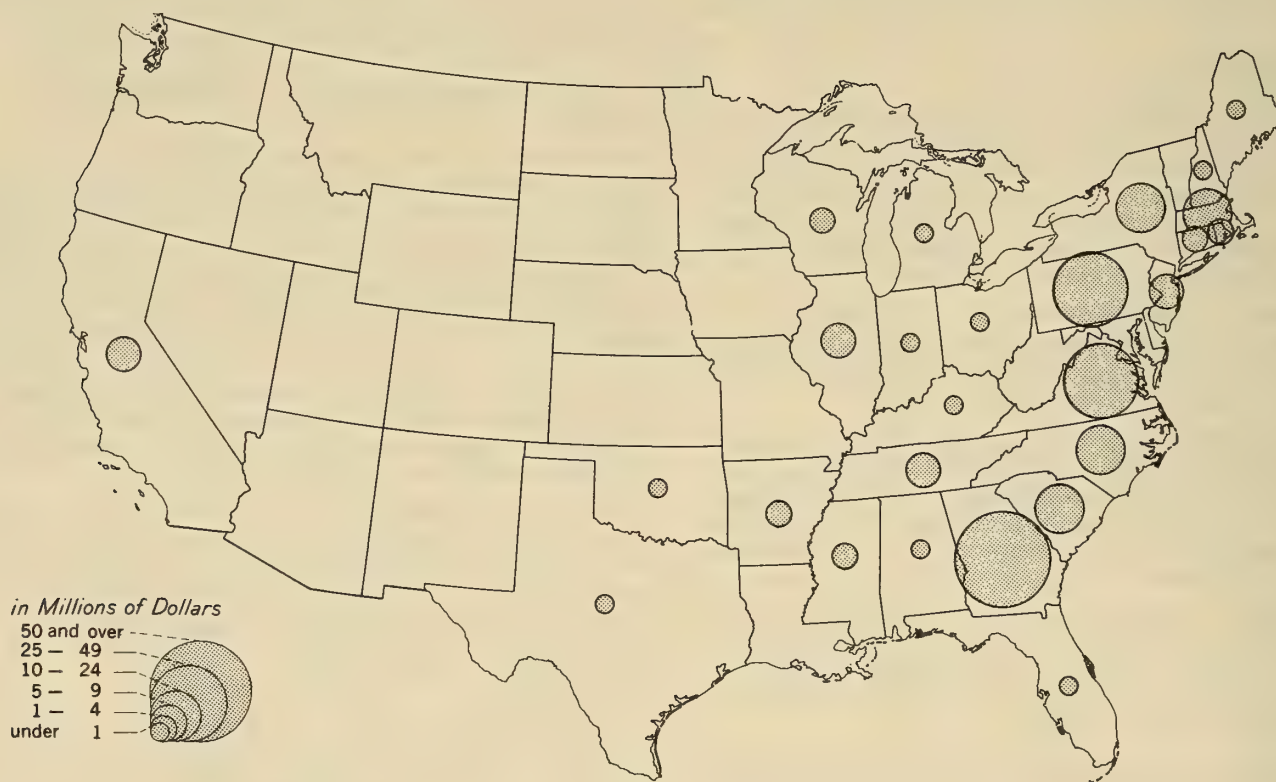 in Millions of Dollars
50 and over
25 – 49
10 – 24
5 – 9
1 – 4
under 1